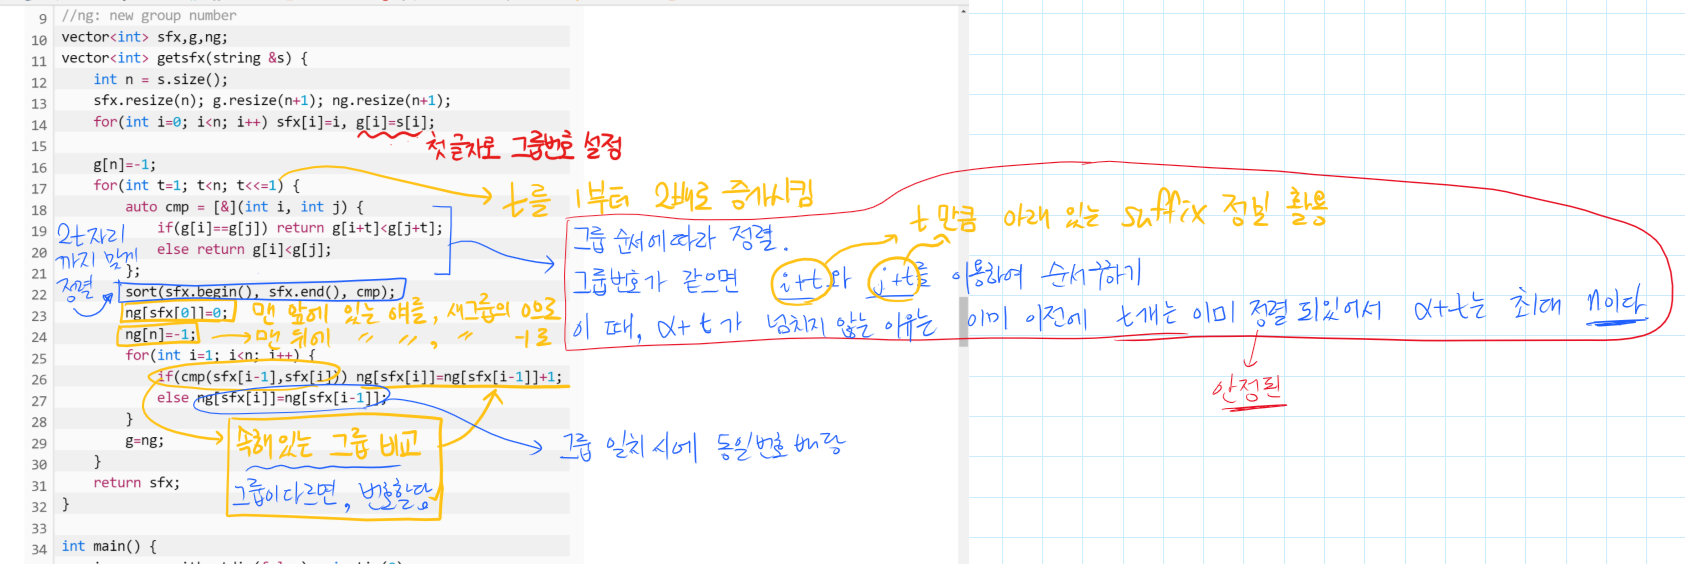 9 //ng: new group number
10 vector<int> sfx,g,ng;
11 vector<int> getsfx(string &s) {
12 int n = s.size();
13 sfx.resize(n); g.resize(n+1); ng.resize(n+1);
14 for(int i=0; i<n; i++) sfx[i]=i, g[i]=s[i];
첫글자로 그룹번호 설정
15
16 g[n]=-1;
17 for(int t=1; t<n; t<<=1) {
t를 1부터 2배로 증가시킴
18 auto cmp = [&](int i, int j) {
19 if(g[i]==g[j]) return g[i+t]<g[j+t];
20 else return g[i]<g[j];
21 };
2t자리
까지 맞게
정렬
t만큼 아래 있는 suffix 정보 활용
그룹 순서에 따라 정렬.
그룹번호가 같으면 i+t와 j+t를 이용하여 순서구하기
이 때, α+t가 넘치지 않는 이유는 이미 이전에 t개는 이미 정렬 되있어서 α+t는 최대 n이다
안정된
22 sort(sfx.begin(), sfx.end(), cmp);
23 ng[sfx[0]]=0;
맨 앞에 있는 애를, 새그룹의 0으로
24 ng[n]=-1;
맨 뒤에 〃 〃, 〃 -1로
25 for(int i=1; i<n; i++) {
26 if(cmp(sfx[i-1],sfx[i])) ng[sfx[i]]=ng[sfx[i-1]]+1;
27 else ng[sfx[i]]=ng[sfx[i-1]];
28 }
속해있는 그룹 비교
그룹이 다르면, 번호할당
그룹 일치 시에 동일번호 배당
29 g=ng;
30 }
31 return sfx;
32 }
33
34 int main() {